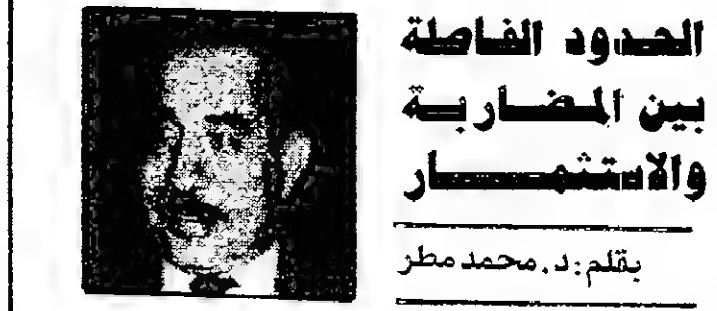 الحدود الفاصلة
بين المضاربة
والاستثمار
بقلم: د. محمد مطر